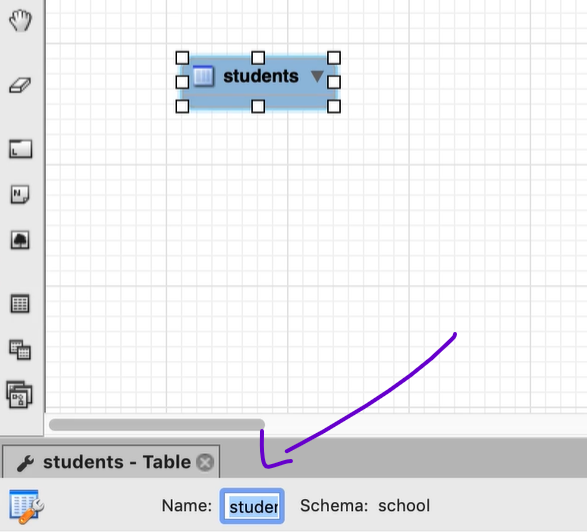 students
students - Table
Name: studen Schema: school